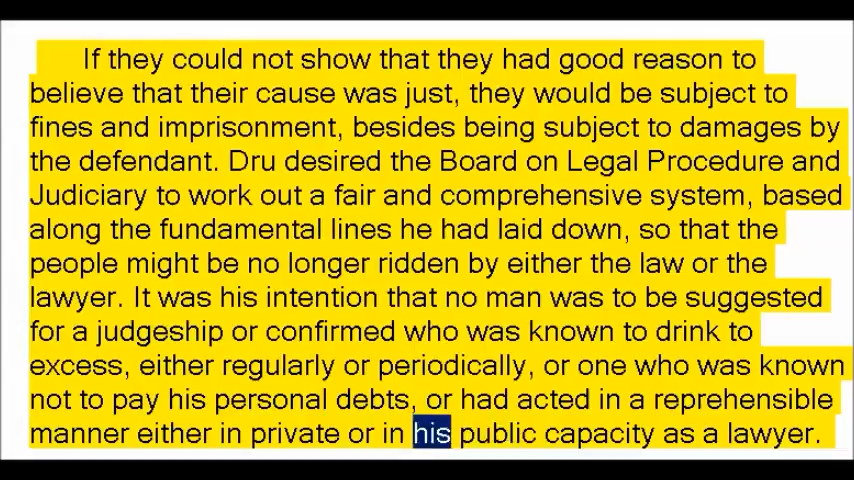 If they could not show that they had good reason to
believe that their cause was just, they would be subject to
fines and imprisonment, besides being subject to damages by
the defendant. Dru desired the Board on Legal Procedure and
Judiciary to work out a fair and comprehensive system, based
along the fundamental lines he had laid down, so that the
people might be no longer ridden by either the law or the
lawyer. It was his intention that no man was to be suggested
for a judgeship or confirmed who was known to drink to
excess, either regularly or periodically, or one who was known
not to pay his personal debts, or had acted in a reprehensible
manner either in private or in his public capacity as a lawyer.